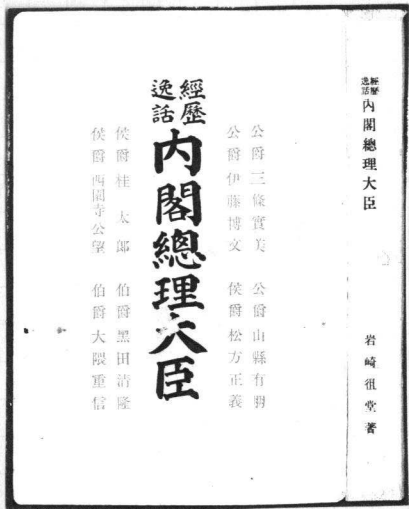 經歷
逸話
內閣總理大臣
公爵 三條實美 公爵 山縣有朋
公爵 伊藤博文 侯爵 松方正義
侯爵 桂太郎 伯爵 黑田清隆
侯爵 西園寺公望 伯爵 大隈重信
經歷
逸話
內閣總理大臣
岩崎徂堂著